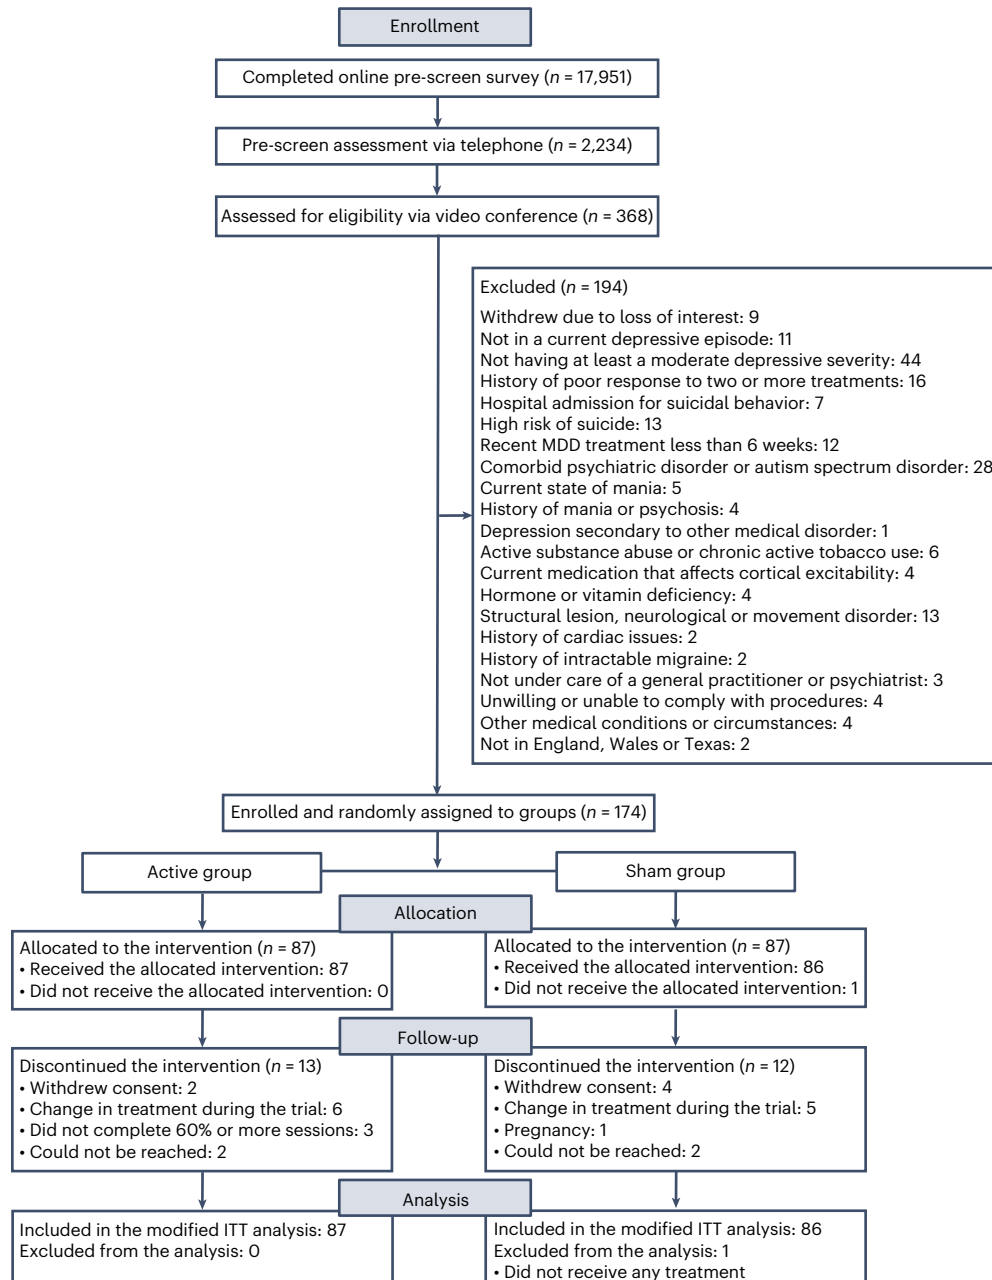 Enrollment
Completed online pre-screen survey (n = 17,951)
Pre-screen assessment via telephone (n = 2,234)
Assessed for eligibility via video conference (n = 368)
Excluded (n = 194)
Withdrew due to loss of interest: 9
Not in a current depressive episode: 11
Not having at least a moderate depressive severity: 44
History of poor response to two or more treatments: 16
Hospital admission for suicidal behavior: 7
High risk of suicide: 13
Recent MDD treatment less than 6 weeks: 12
Comorbid psychiatric disorder or autism spectrum disorder: 28
Current state of mania: 5
History of mania or psychosis: 4
Depression secondary to other medical disorder: 1
Active substance abuse or chronic active tobacco use: 6
Current medication that affects cortical excitability: 4
Hormone or vitamin deficiency: 4
Structural lesion, neurological or movement disorder: 13
History of cardiac issues: 2
History of intractable migraine: 2
Not under care of a general practitioner or psychiatrist: 3
Unwilling or unable to comply with procedures: 4
Other medical conditions or circumstances: 4
Not in England, Wales or Texas: 2
Enrolled and randomly assigned to groups (n = 174)
Active group
Sham group
Allocation
Allocated to the intervention (n = 87)
• Received the allocated intervention: 87
• Did not receive the allocated intervention: 0
Allocated to the intervention (n = 87)
• Received the allocated intervention: 86
• Did not receive the allocated intervention: 1
Follow-up
Discontinued the intervention (n = 13)
• Withdrew consent: 2
• Change in treatment during the trial: 6
• Did not complete 60% or more sessions: 3
• Could not be reached: 2
Discontinued the intervention (n = 12)
• Withdrew consent: 4
• Change in treatment during the trial: 5
• Pregnancy: 1
• Could not be reached: 2
Analysis
Included in the modified ITT analysis: 87
Excluded from the analysis: 0
Included in the modified ITT analysis: 86
Excluded from the analysis: 1
• Did not receive any treatment